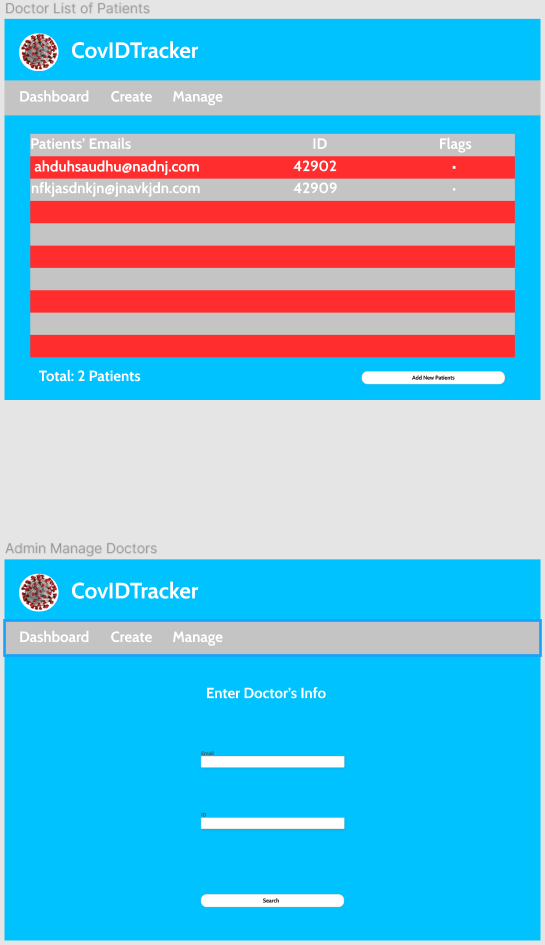 Doctor List of Patients
CovIDTracker
Dashboard Create Manage
Patients' Emails ID Flags
ahduhsaudhu@nadnj.com 42902 •
nfkjasdnkjn@jnavkjdn.com 42909 •
Total: 2 Patients Add New Patients
Admin Manage Doctors
CovIDTracker
Dashboard Create Manage
Enter Doctor's Info
Email
ID
Search